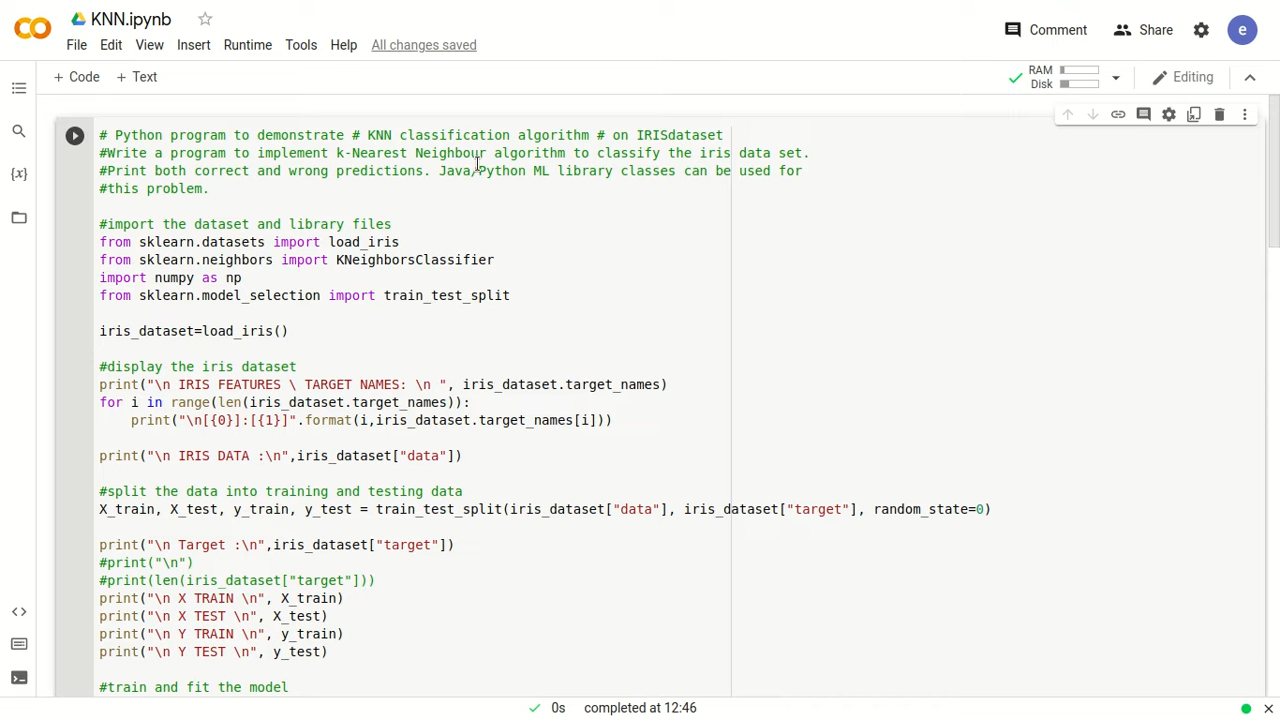 KNN.ipynb
File Edit View Insert Runtime Tools Help All changes saved
Comment Share e
+ Code + Text
RAM
Disk
Editing
# Python program to demonstrate # KNN classification algorithm # on IRISdataset
#Write a program to implement k-Nearest Neighbour algorithm to classify the iris data set.
#Print both correct and wrong predictions. Java/Python ML library classes can be used for
#this problem.
#import the dataset and library files
from sklearn.datasets import load_iris
from sklearn.neighbors import KNeighborsClassifier
import numpy as np
from sklearn.model_selection import train_test_split
iris_dataset=load_iris()
#display the iris dataset
print("\n IRIS FEATURES \ TARGET NAMES: \n ", iris_dataset.target_names)
for i in range(len(iris_dataset.target_names)):
    print("\n[{0}]:[{1}]".format(i,iris_dataset.target_names[i]))
print("\n IRIS DATA :\n",iris_dataset["data"])
#split the data into training and testing data
X_train, X_test, y_train, y_test = train_test_split(iris_dataset["data"], iris_dataset["target"], random_state=0)
print("\n Target :\n",iris_dataset["target"])
#print("\n")
#print(len(iris_dataset["target"]))
print("\n X TRAIN \n", X_train)
print("\n X TEST \n", X_test)
print("\n Y TRAIN \n", y_train)
print("\n Y TEST \n", y_test)
#train and fit the model
0s completed at 12:46